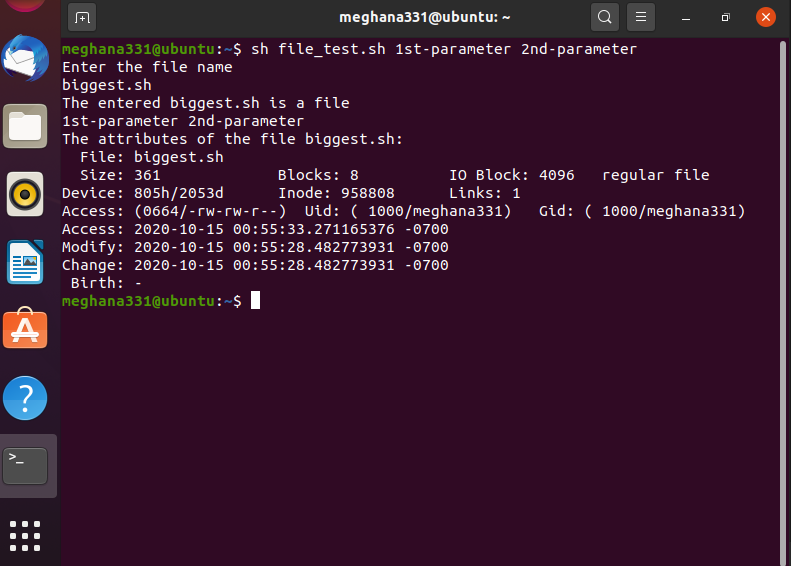 meghana331@ubuntu: ~
meghana331@ubuntu:~$ sh file_test.sh 1st-parameter 2nd-parameter
Enter the file name
biggest.sh
The entered biggest.sh is a file
1st-parameter 2nd-parameter
The attributes of the file biggest.sh:
  File: biggest.sh
  Size: 361             Blocks: 8          IO Block: 4096   regular file
Device: 805h/2053d      Inode: 958808      Links: 1
Access: (0664/-rw-rw-r--)  Uid: ( 1000/meghana331)   Gid: ( 1000/meghana331)
Access: 2020-10-15 00:55:33.271165376 -0700
Modify: 2020-10-15 00:55:28.482773931 -0700
Change: 2020-10-15 00:55:28.482773931 -0700
 Birth: -
meghana331@ubuntu:~$